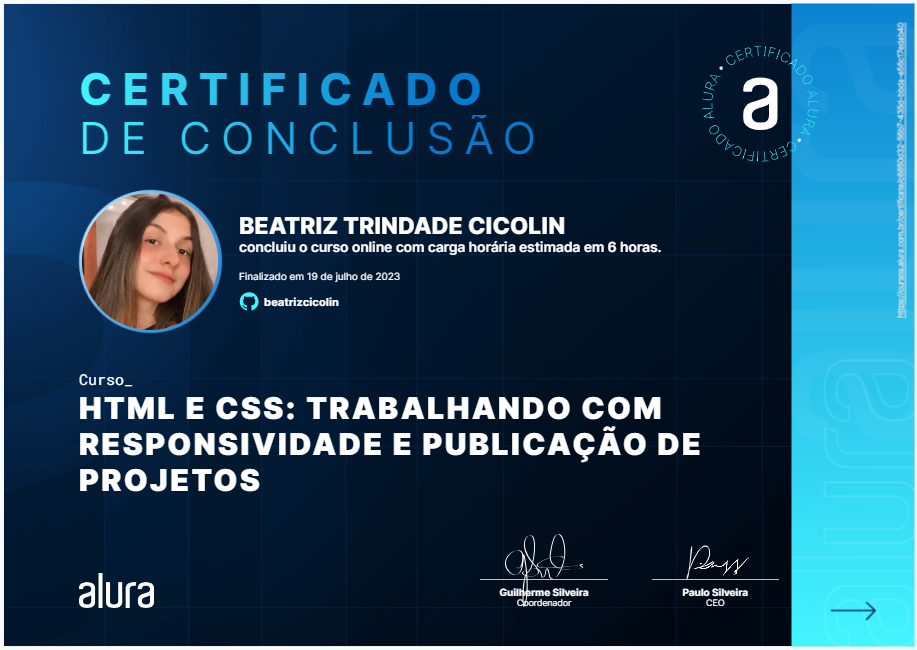 CERTIFICADO
DE CONCLUSÃO
CERTIFICADO ALURA • CERTIFICADO ALURA •
a
BEATRIZ TRINDADE CICOLIN
concluiu o curso online com carga horária estimada em 6 horas.
Finalizado em 19 de julho de 2023
beatrizcicolin
Curso_
HTML E CSS: TRABALHANDO COM
RESPONSIVIDADE E PUBLICAÇÃO DE
PROJETOS
alura
Guilherme Silveira
Coordenador
Paulo Silveira
CEO
alura